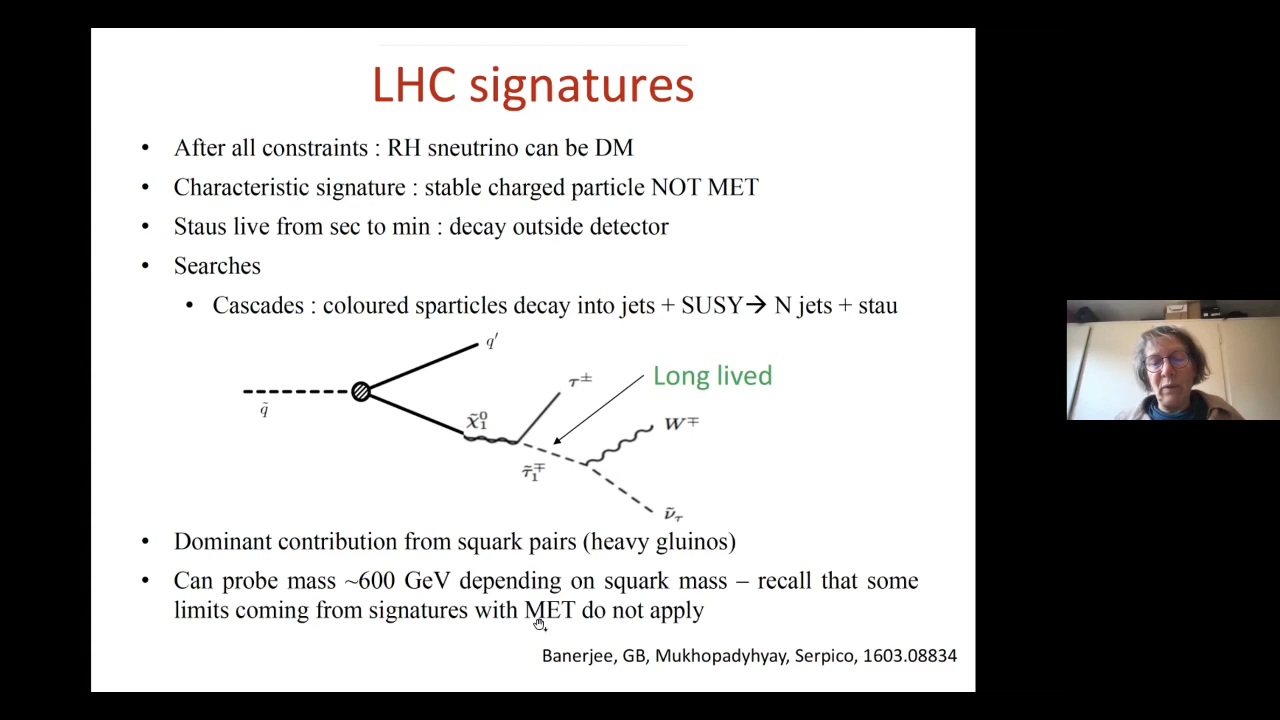 LHC signatures
• After all constraints : RH sneutrino can be DM
• Characteristic signature : stable charged particle NOT MET
• Staus live from sec to min : decay outside detector
• Searches
• Cascades : coloured sparticles decay into jets + SUSY→ N jets + stau
q′
τ±
Long lived
q̃
χ̃₁⁰
W∓
τ̃₁∓
ν̃τ
• Dominant contribution from squark pairs (heavy gluinos)
• Can probe mass ~600 GeV depending on squark mass – recall that some
limits coming from signatures with MET do not apply
Banerjee, GB, Mukhopadyhyay, Serpico, 1603.08834